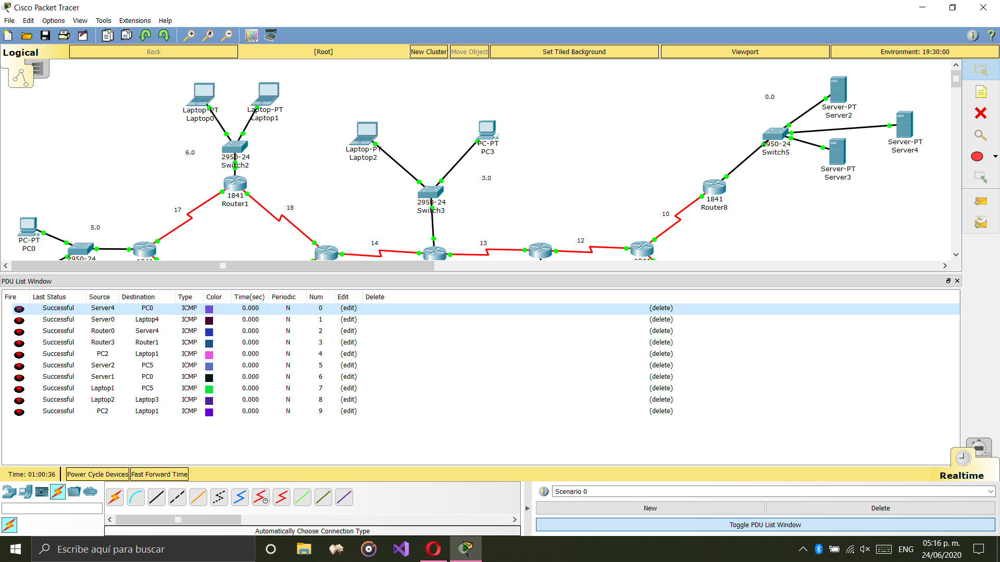 Cisco Packet Tracer
File Edit Options View Tools Extensions Help
Logical Back [Root] New Cluster Move Object Set Tiled Background Viewport Environment: 19:30:00
Laptop-PT
Laptop0
Laptop-PT
Laptop1
6.0
2950-24
Switch2
1841
Router1
17
18
Laptop-PT
Laptop2
PC-PT
PC3
3.0
2950-24
Switch3
0.0
Server-PT
Server2
2950-24
Switch5
Server-PT
Server4
Server-PT
Server3
1841
Router8
10
5.0
PC-PT
PC0
2950-24
1841
14
13
12
1841
PDU List Window
Fire Last Status Source Destination Type Color Time(sec) Periodic Num Edit Delete
Successful Server4 PC0 ICMP 0.000 N 0 (edit) (delete)
Successful Server0 Laptop4 ICMP 0.000 N 1 (edit) (delete)
Successful Router0 Server4 ICMP 0.000 N 2 (edit) (delete)
Successful Router3 Router1 ICMP 0.000 N 3 (edit) (delete)
Successful PC2 Laptop1 ICMP 0.000 N 4 (edit) (delete)
Successful Server2 PC5 ICMP 0.000 N 5 (edit) (delete)
Successful Server1 PC0 ICMP 0.000 N 6 (edit) (delete)
Successful Laptop1 PC5 ICMP 0.000 N 7 (edit) (delete)
Successful Laptop2 Laptop3 ICMP 0.000 N 8 (edit) (delete)
Successful PC2 Laptop1 ICMP 0.000 N 9 (edit) (delete)
Time: 01:00:36 Power Cycle Devices Fast Forward Time
Realtime
Scenario 0
New Delete
Toggle PDU List Window
Automatically Choose Connection Type
Escribe aquí para buscar
ENG
05:16 p. m.
24/06/2020